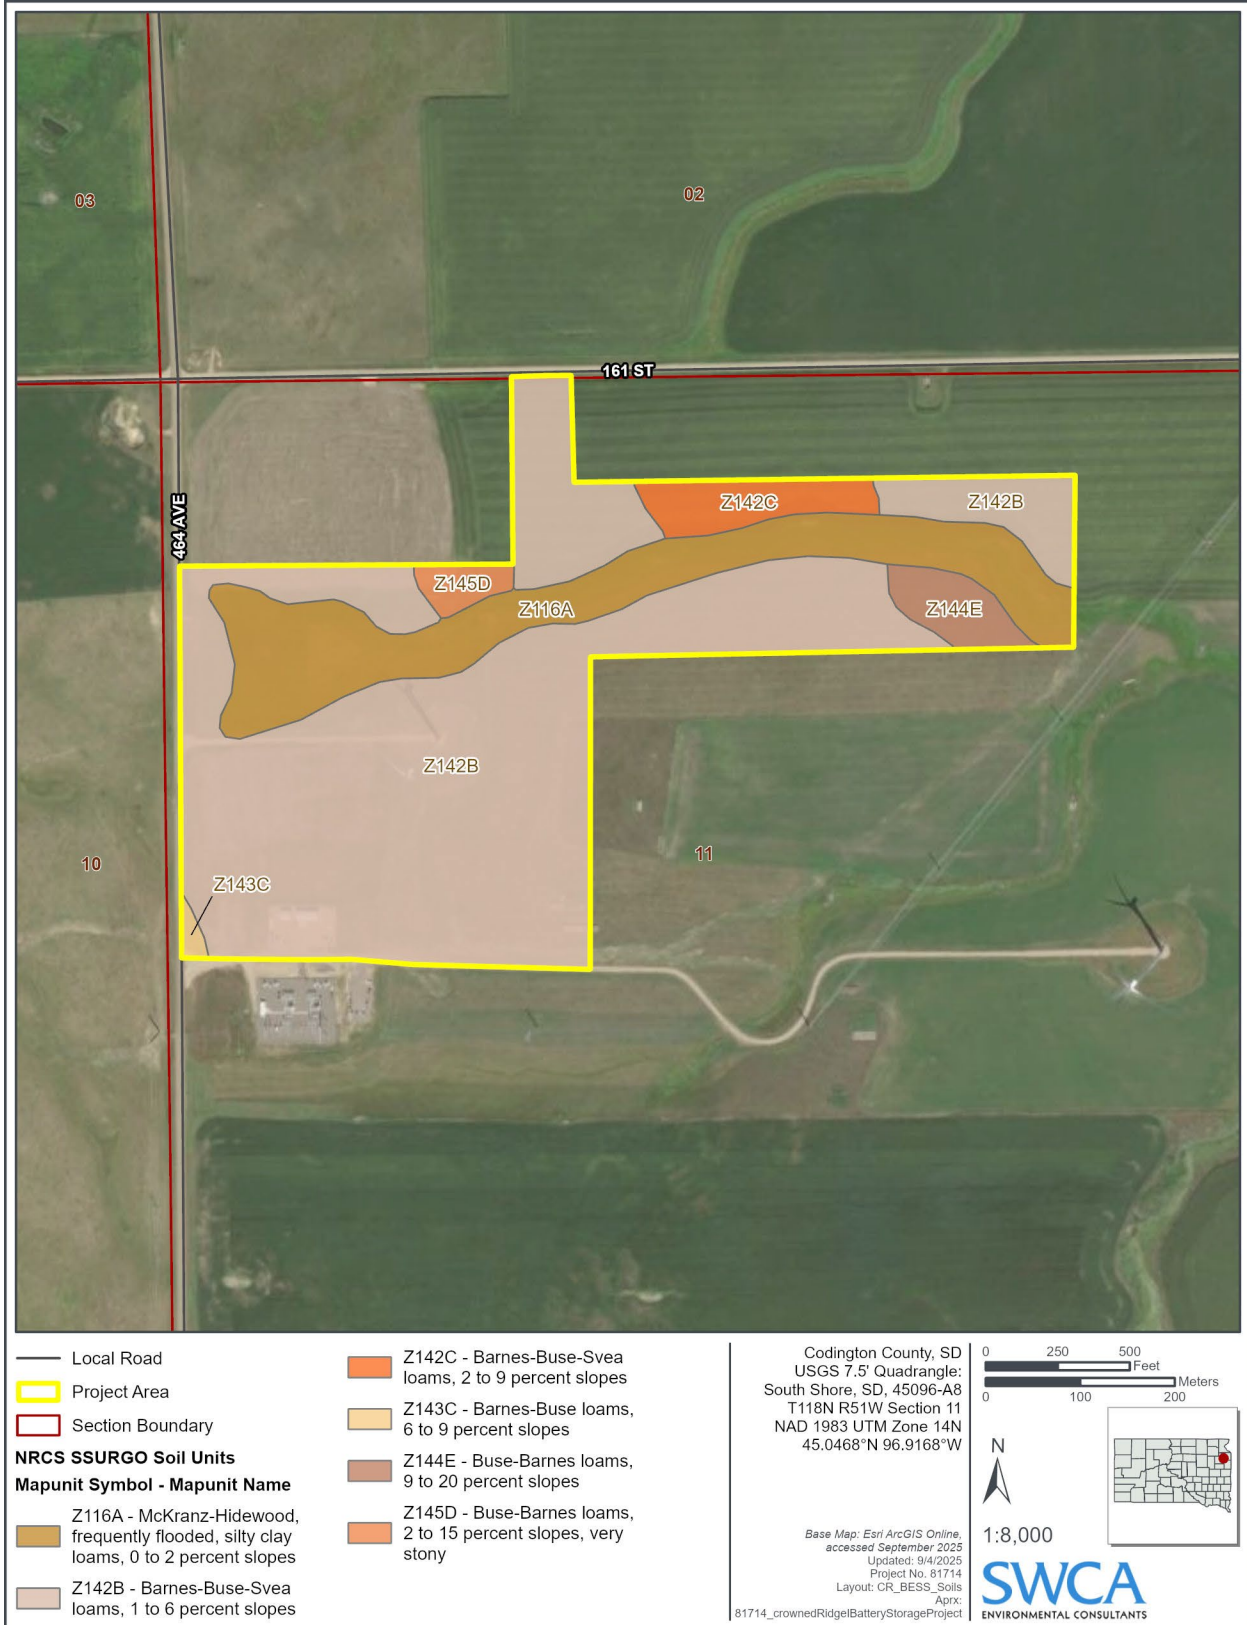 03
02
161 ST
464 AVE
Z142C
Z142B
Z145D
Z116A
Z144E
Z142B
10
11
Z143C
Local Road
Project Area
Section Boundary
NRCS SSURGO Soil Units
Mapunit Symbol - Mapunit Name
Z116A - McKranz-Hidewood,
frequently flooded, silty clay
loams, 0 to 2 percent slopes
Z142B - Barnes-Buse-Svea
loams, 1 to 6 percent slopes
Z142C - Barnes-Buse-Svea
loams, 2 to 9 percent slopes
Z143C - Barnes-Buse loams,
6 to 9 percent slopes
Z144E - Buse-Barnes loams,
9 to 20 percent slopes
Z145D - Buse-Barnes loams,
2 to 15 percent slopes, very
stony
Codington County, SD
USGS 7.5' Quadrangle:
South Shore, SD, 45096-A8
T118N R51W Section 11
NAD 1983 UTM Zone 14N
45.0468°N 96.9168°W
Base Map: Esri ArcGIS Online,
accessed September 2025
Updated: 9/4/2025
Project No. 81714
Layout: CR_BESS_Soils
Aprx:
81714_crownedRidgeIBatteryStorageProject
0 250 500
Feet
Meters
0 100 200
N
1:8,000
SWCA
ENVIRONMENTAL CONSULTANTS